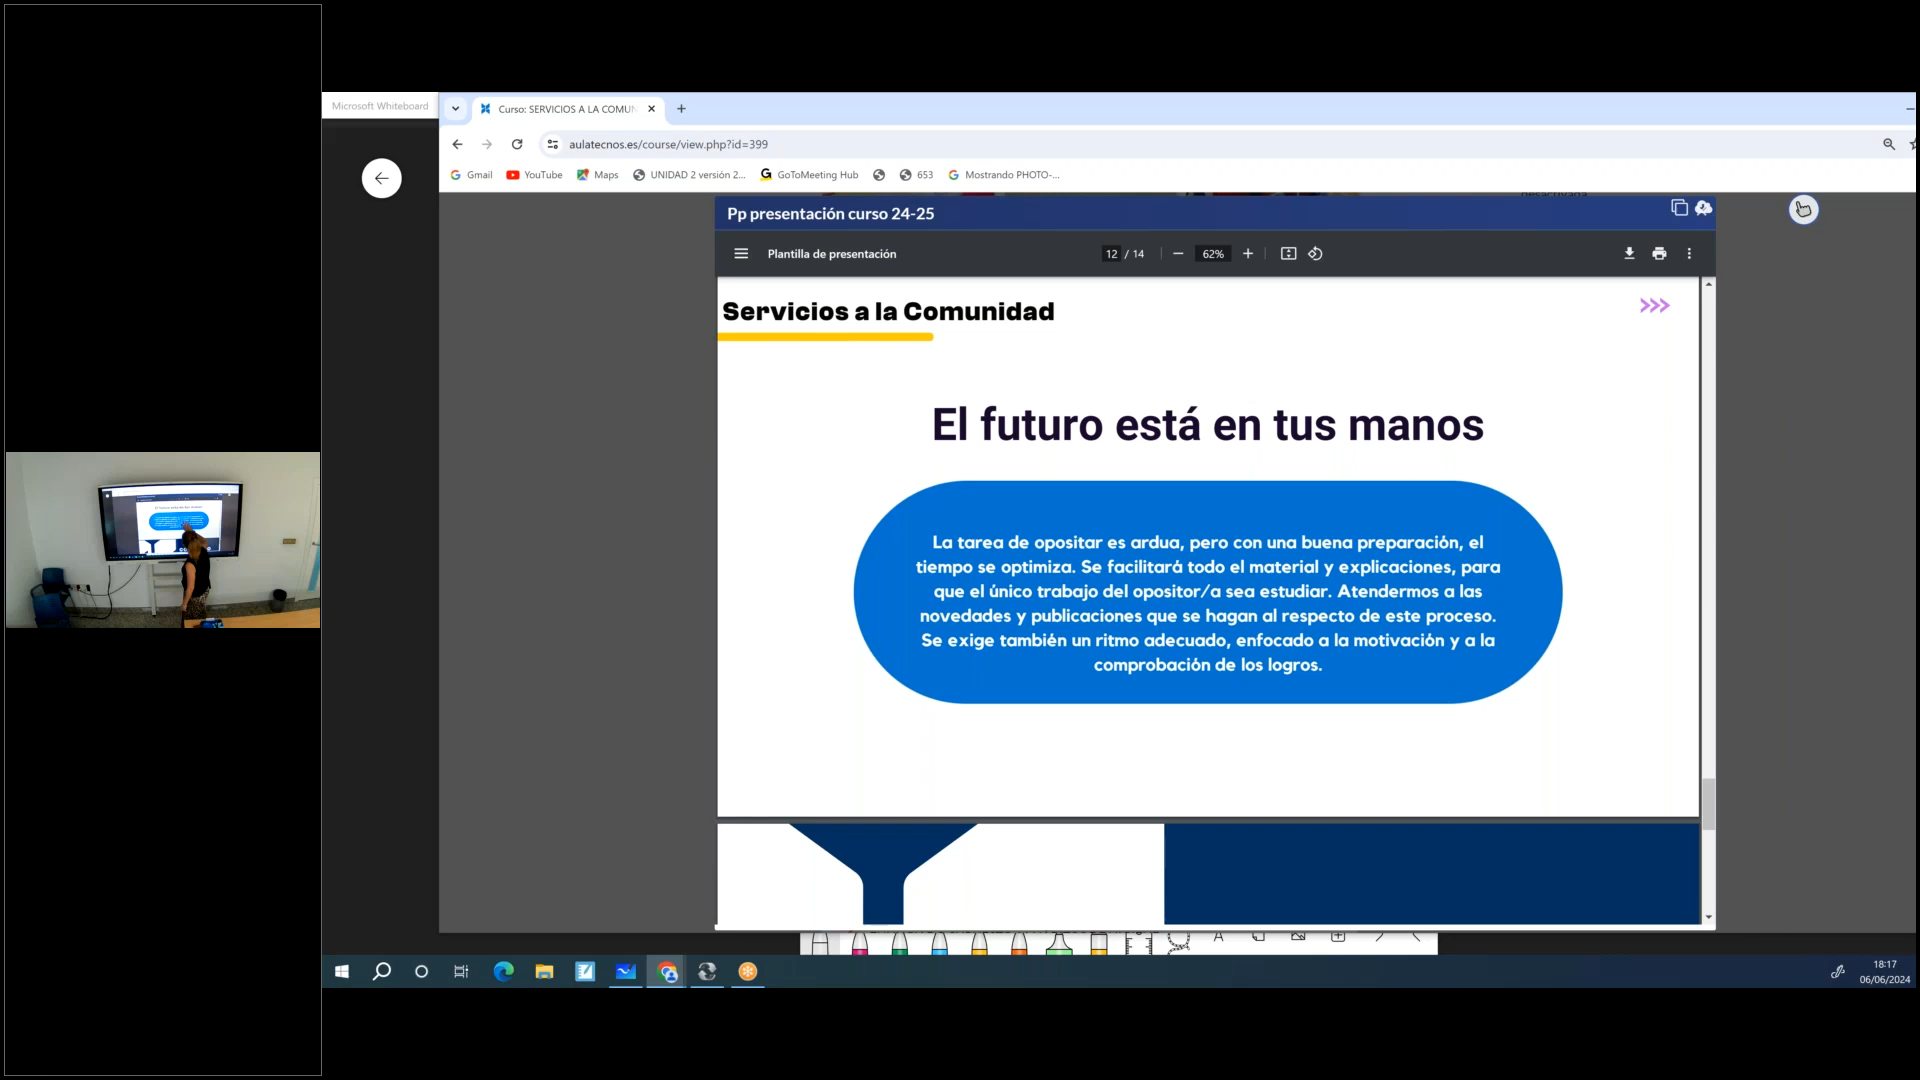 Microsoft Whiteboard
Curso: SERVICIOS A LA COMUN
aulatecnos.es/course/view.php?id=399
Gmail
YouTube
Maps
UNIDAD 2 versión 2...
GoToMeeting Hub
653
Mostrando PHOTO-...
Pp presentación curso 24-25
Plantilla de presentación
12 / 14
62%
Servicios a la Comunidad
El futuro está en tus manos
La tarea de opositar es ardua, pero con una buena preparación, el
tiempo se optimiza. Se facilitará todo el material y explicaciones, para
que el único trabajo del opositor/a sea estudiar. Atendermos a las
novedades y publicaciones que se hagan al respecto de este proceso.
Se exige también un ritmo adecuado, enfocado a la motivación y a la
comprobación de los logros.
18:17
06/06/2024